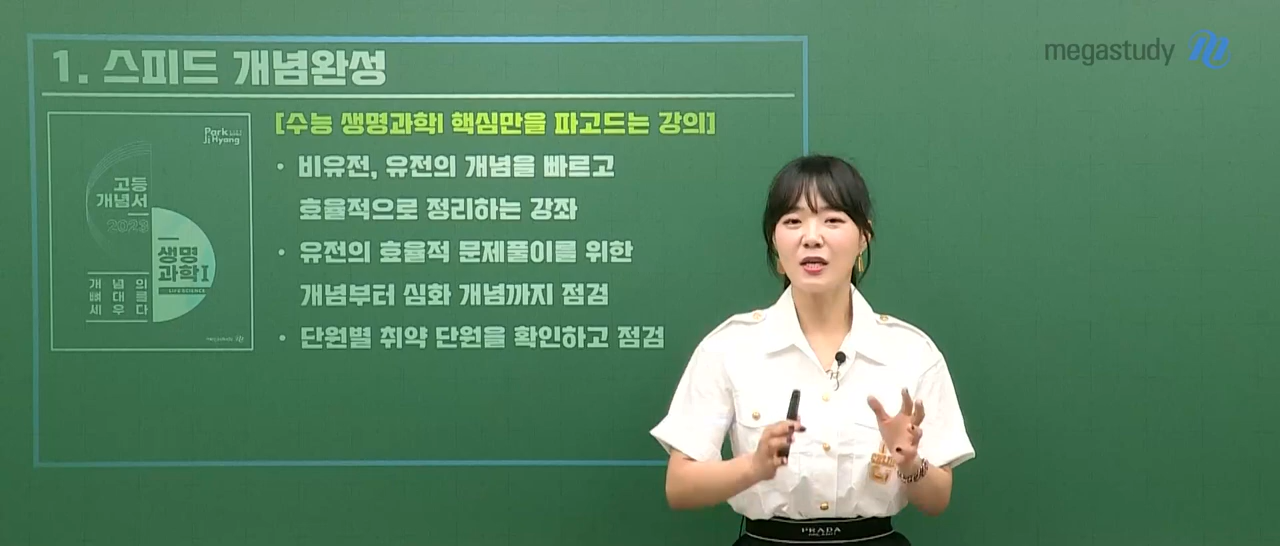 megastudy
1. 스피드 개념완성
[수능 생명과학I 핵심만을 파고드는 강의]
• 비유전, 유전의 개념을 빠르고
효율적으로 정리하는 강좌
• 유전의 효율적 문제풀이를 위한
개념부터 심화 개념까지 점검
• 단원별 취약 단원을 확인하고 점검
Park
Ji Hyang
고등
개념서
2023
생명
과학I
LIFE SCIENCE
개념의
뼈대를
세우다
PRADA